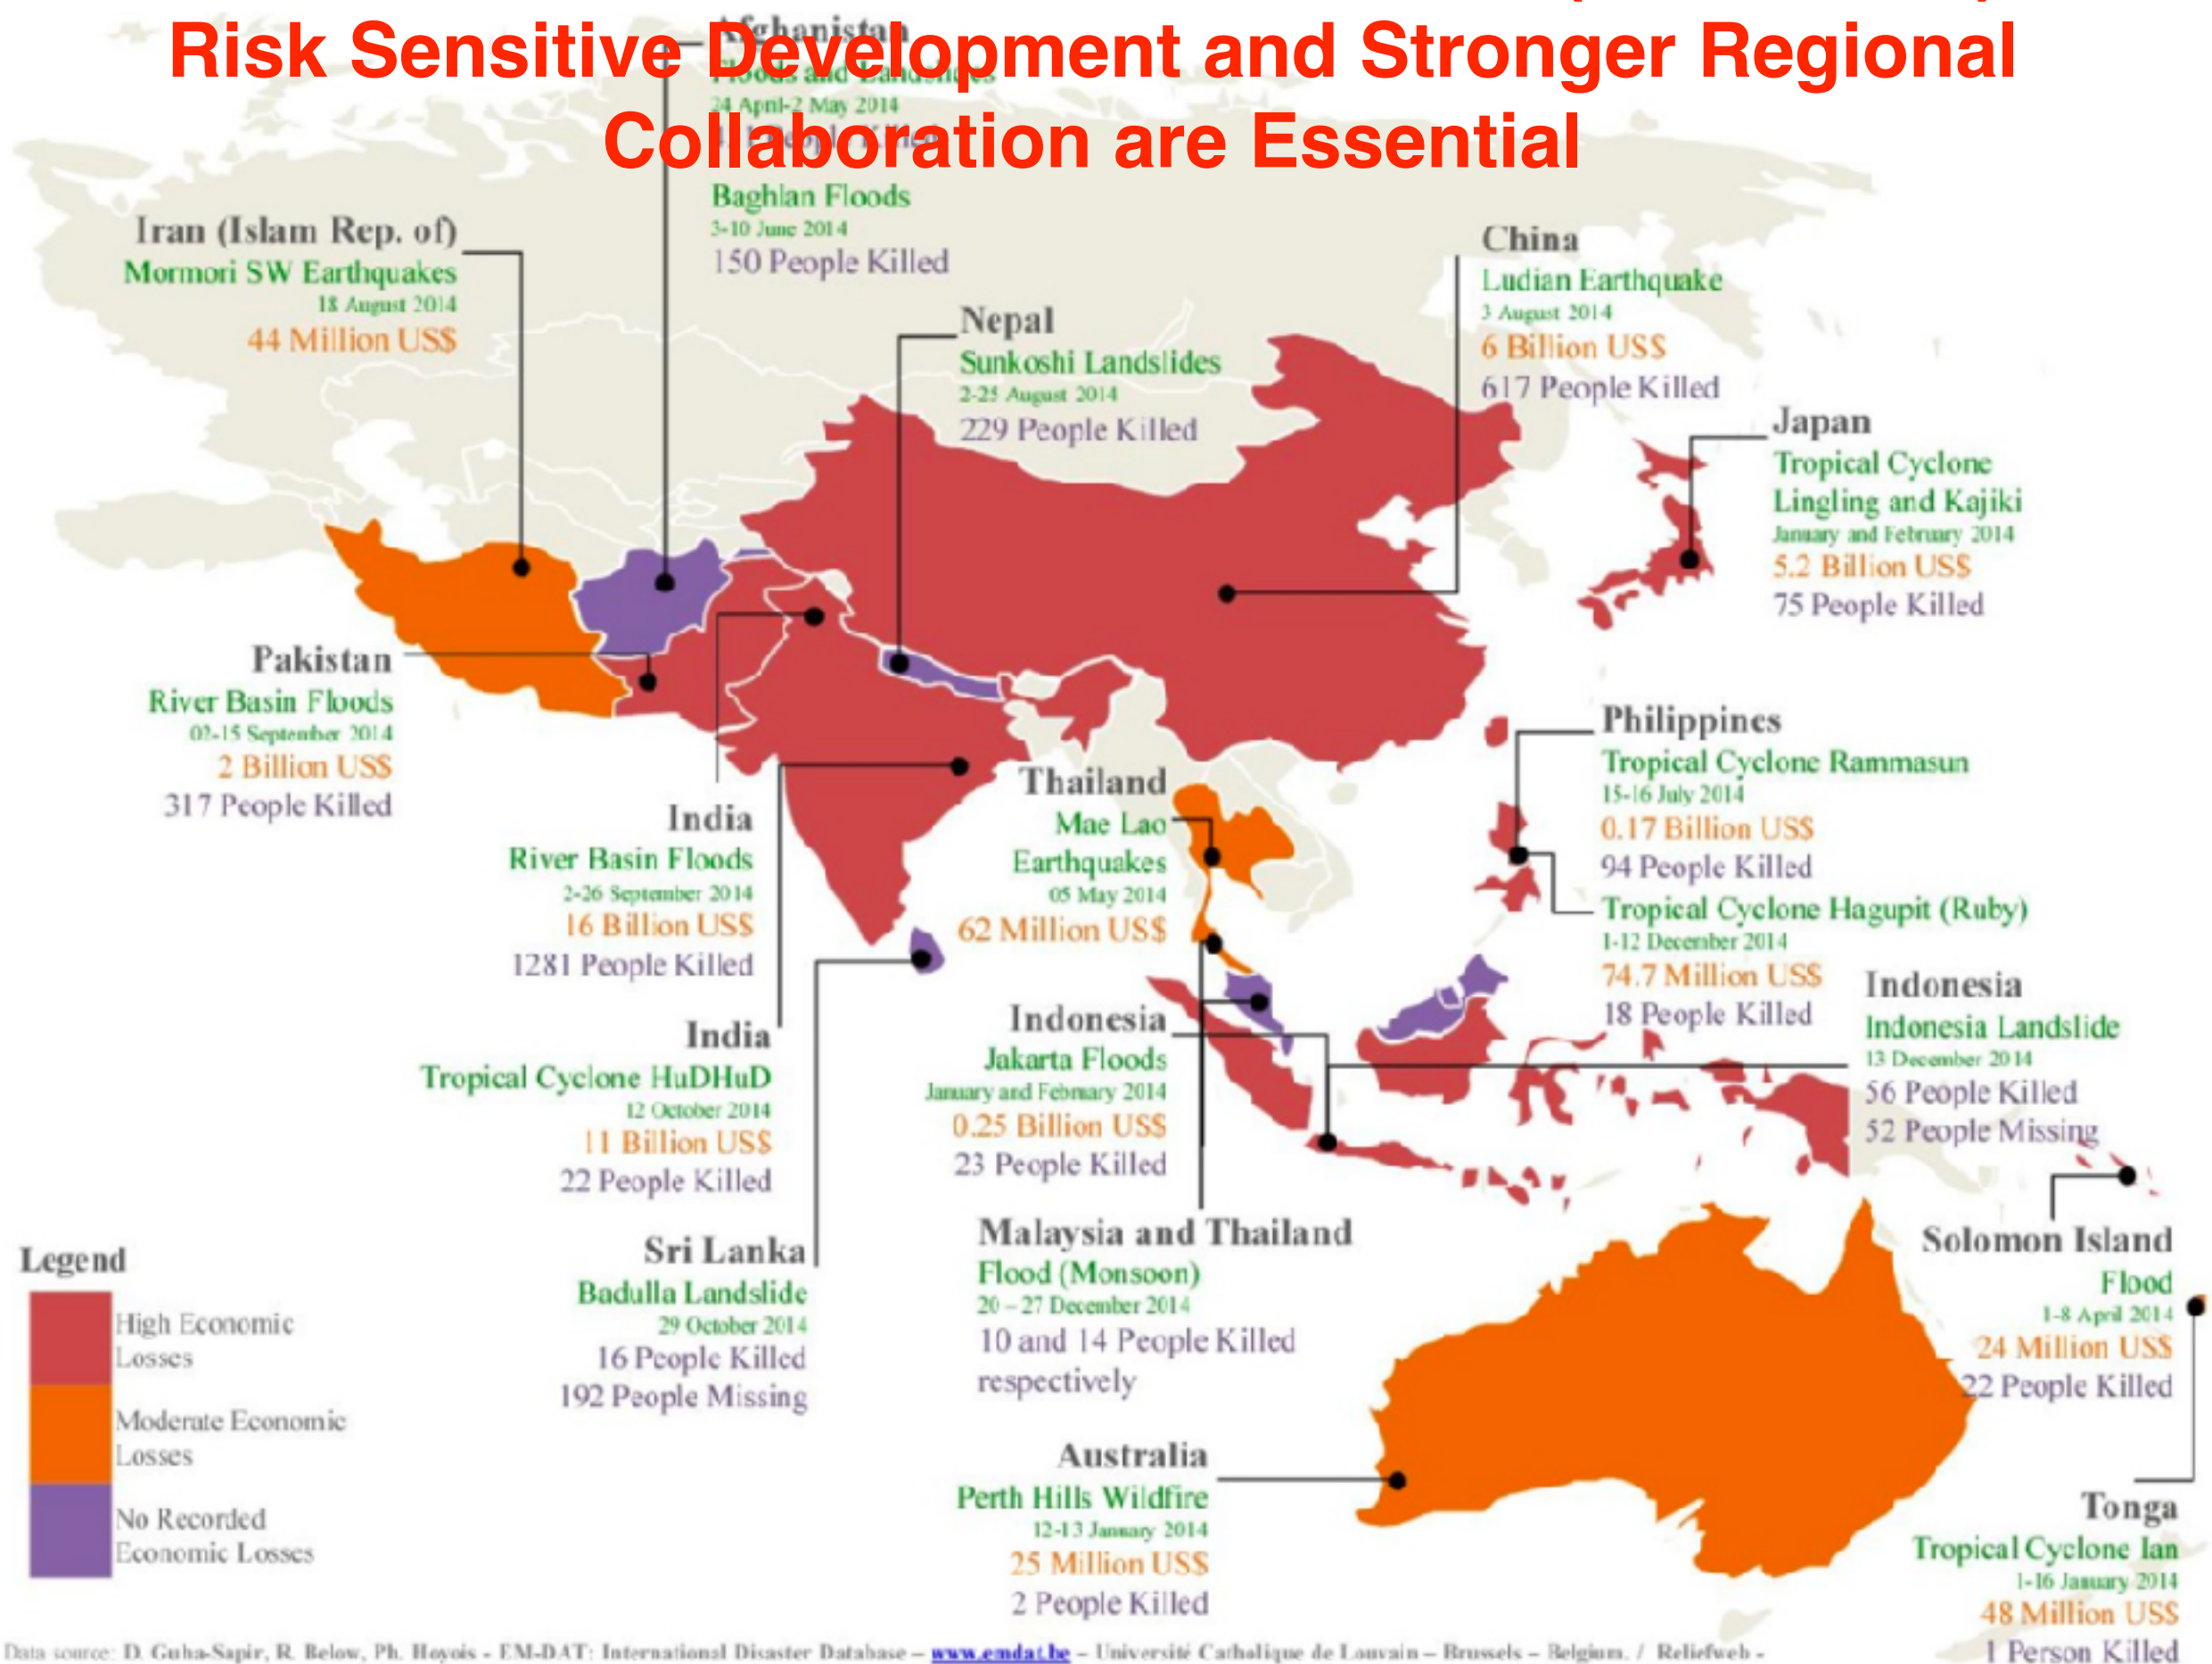 Risk Sensitive Development and Stronger Regional
Collaboration are Essential
Afghanistan
Floods and Landslides
24 April-2 May 2014
People Killed
Baghlan Floods
3-10 June 2014
150 People Killed
Iran (Islam Rep. of)
Mormori SW Earthquakes
18 August 2014
44 Million US$
Nepal
Sunkoshi Landslides
2-25 August 2014
229 People Killed
China
Ludian Earthquake
3 August 2014
6 Billion US$
617 People Killed
Japan
Tropical Cyclone
Lingling and Kajiki
January and February 2014
5.2 Billion US$
75 People Killed
Pakistan
River Basin Floods
02-15 September 2014
2 Billion US$
317 People Killed
India
River Basin Floods
2-26 September 2014
16 Billion US$
1281 People Killed
India
Tropical Cyclone HuDHuD
12 October 2014
11 Billion US$
22 People Killed
Sri Lanka
Badulla Landslide
29 October 2014
16 People Killed
192 People Missing
Thailand
Mae Lao
Earthquakes
05 May 2014
62 Million US$
Indonesia
Jakarta Floods
January and February 2014
0.25 Billion US$
23 People Killed
Malaysia and Thailand
Flood (Monsoon)
20 – 27 December 2014
10 and 14 People Killed
respectively
Philippines
Tropical Cyclone Rammasun
15-16 July 2014
0.17 Billion US$
94 People Killed
Tropical Cyclone Hagupit (Ruby)
1-12 December 2014
74.7 Million US$
18 People Killed
Indonesia
Indonesia Landslide
13 December 2014
56 People Killed
52 People Missing
Solomon Island
Flood
1-8 April 2014
24 Million US$
22 People Killed
Australia
Perth Hills Wildfire
12-13 January 2014
25 Million US$
2 People Killed
Tonga
Tropical Cyclone Ian
1-16 January 2014
48 Million US$
1 Person Killed
Legend
High Economic
Losses
Moderate Economic
Losses
No Recorded
Economic Losses
Data source: D. Guha-Sapir, R. Below, Ph. Hoyois - EM-DAT: International Disaster Database – www.emdat.be – Université Catholique de Louvain – Brussels – Belgium. / Reliefweb -